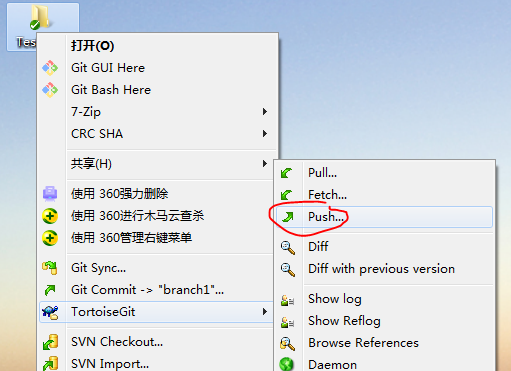 Tes
打开(O)
Git GUI Here
Git Bash Here
7-Zip
CRC SHA
共享(H)
使用 360强力删除
使用 360进行木马云查杀
使用 360管理右键菜单
Git Sync...
Git Commit -> "branch1"...
TortoiseGit
SVN Checkout...
SVN Import...
Pull...
Fetch...
Push...
Diff
Diff with previous version
Show log
Show Reflog
Browse References
Daemon